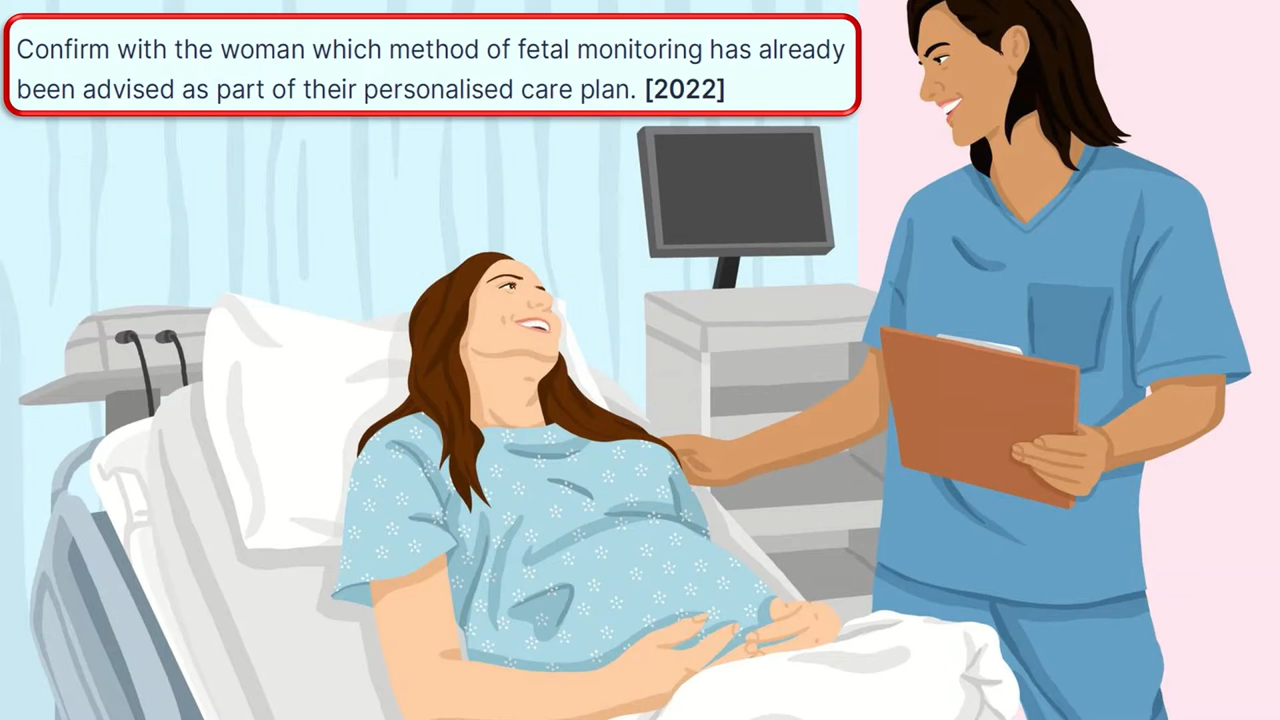 Confirm with the woman which method of fetal monitoring has already
been advised as part of their personalised care plan. [2022]